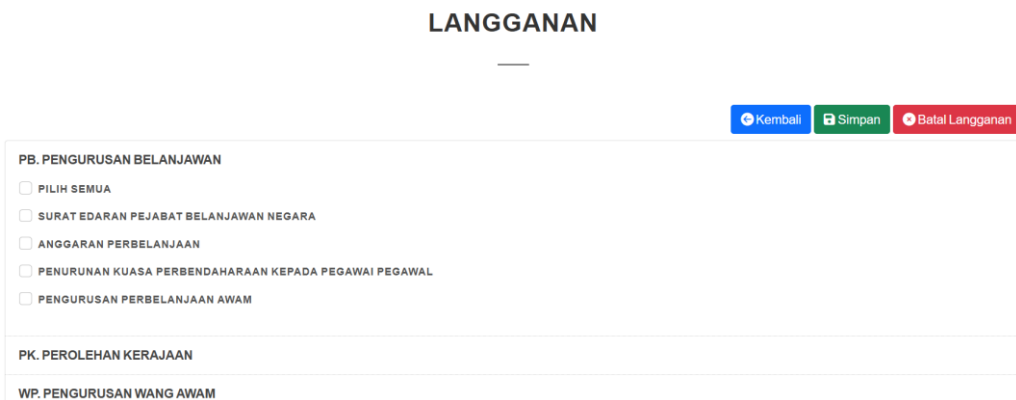 LANGGANAN
Kembali Simpan Batal Langganan
PB. PENGURUSAN BELANJAWAN
PILIH SEMUA
SURAT EDARAN PEJABAT BELANJAWAN NEGARA
ANGGARAN PERBELANJAAN
PENURUNAN KUASA PERBENDAHARAAN KEPADA PEGAWAI PEGAWAL
PENGURUSAN PERBELANJAAN AWAM
PK. PEROLEHAN KERAJAAN
WP. PENGURUSAN WANG AWAM